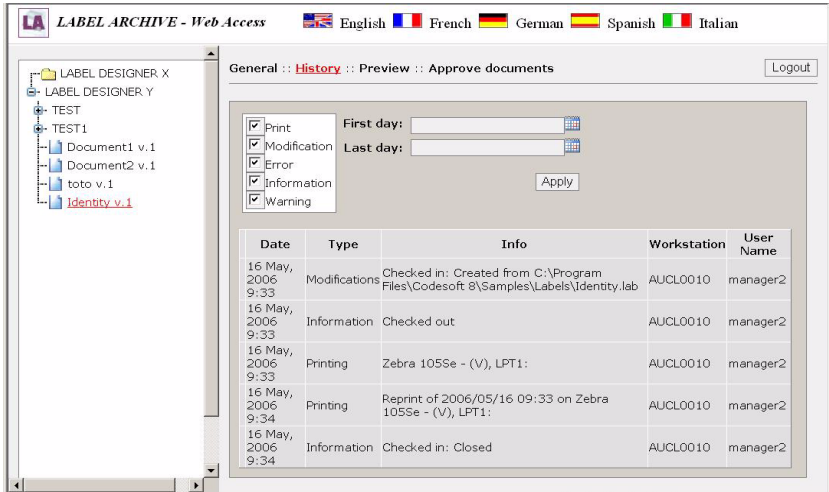 LA LABEL ARCHIVE - Web Access English French German Spanish Italian
LABEL DESIGNER X
LABEL DESIGNER Y
TEST
TEST1
Document1 v.1
Document2 v.1
toto v.1
Identity v.1
General :: History :: Preview :: Approve documents Logout
Print
Modification
Error
Information
Warning
First day:
Last day:
Apply
Date Type Info Workstation User
Name
16 May,
2006
9:33
Modifications
Checked in: Created from C:\Program
Files\Codesoft 8\Samples\Labels\Identity.lab
AUCL0010 manager2
16 May,
2006
9:33
Information Checked out AUCL0010 manager2
16 May,
2006
9:33
Printing Zebra 105Se - (V), LPT1: AUCL0010 manager2
16 May,
2006
9:34
Printing
Reprint of 2006/05/16 09:33 on Zebra
105Se - (V), LPT1:
AUCL0010 manager2
16 May,
2006
9:34
Information Checked in: Closed AUCL0010 manager2